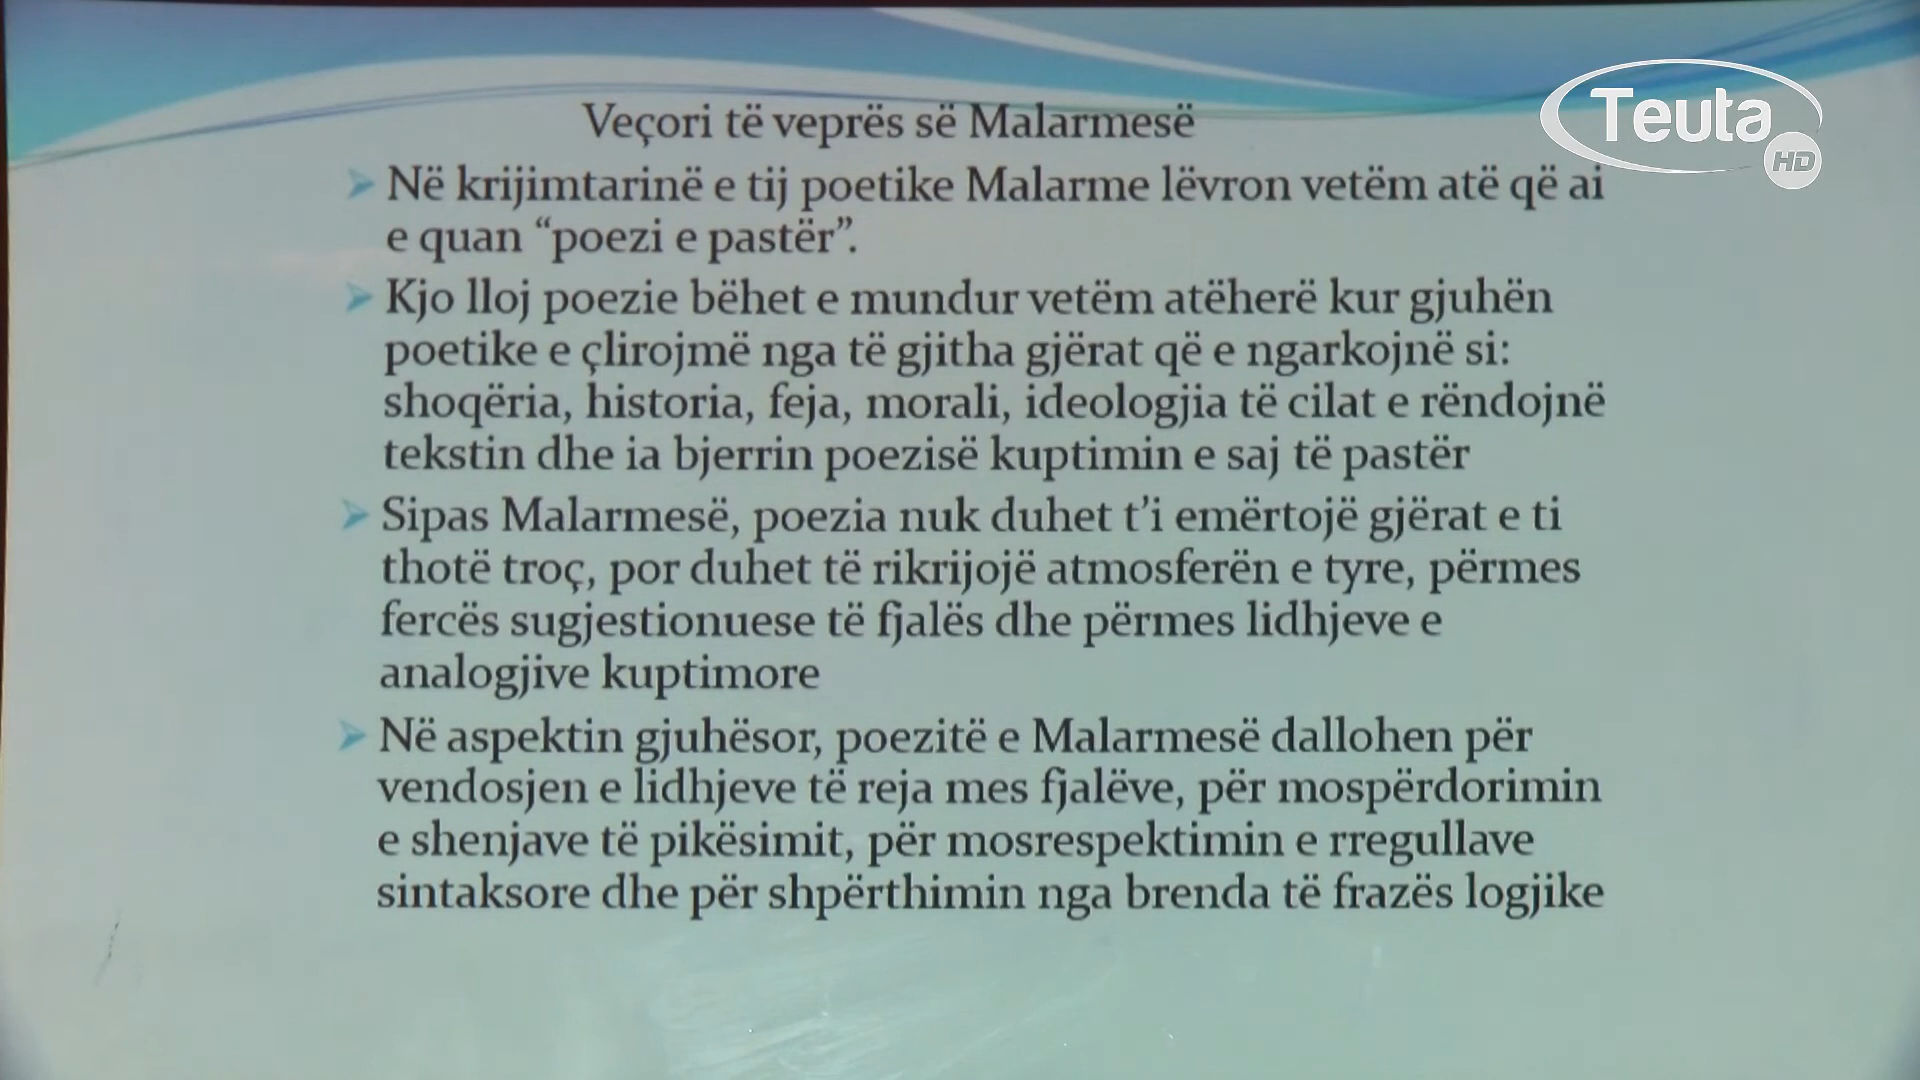 Teuta
HD
Veçori të veprës së Malarmesë
➢ Në krijimtarinë e tij poetike Malarme lëvron vetëm atë që ai
e quan “poezi e pastër”.
➢ Kjo lloj poezie bëhet e mundur vetëm atëherë kur gjuhën
poetike e çlirojmë nga të gjitha gjërat që e ngarkojnë si:
shoqëria, historia, feja, morali, ideologjia të cilat e rëndojnë
tekstin dhe ia bjerrin poezisë kuptimin e saj të pastër
➢ Sipas Malarmesë, poezia nuk duhet t’i emërtojë gjërat e ti
thotë troç, por duhet të rikrijojë atmosferën e tyre, përmes
fercës sugjestionuese të fjalës dhe përmes lidhjeve e
analogjive kuptimore
➢ Në aspektin gjuhësor, poezitë e Malarmesë dallohen për
vendosjen e lidhjeve të reja mes fjalëve, për mospërdorimin
e shenjave të pikësimit, për mosrespektimin e rregullave
sintaksore dhe për shpërthimin nga brenda të frazës logjike